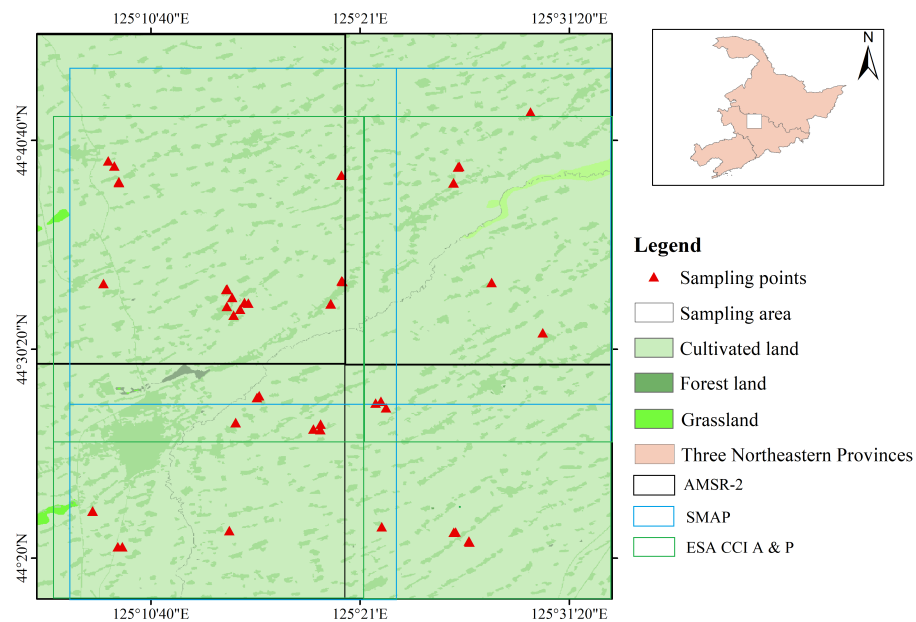 125°10'40"E 125°21'E 125°31'20"E
N
44°40'40"N
44°30'20"N
44°20'N
Legend
Sampling points
Sampling area
Cultivated land
Forest land
Grassland
Three Northeastern Provinces
AMSR-2
SMAP
ESA CCI A & P
125°10'40"E 125°21'E 125°31'20"E